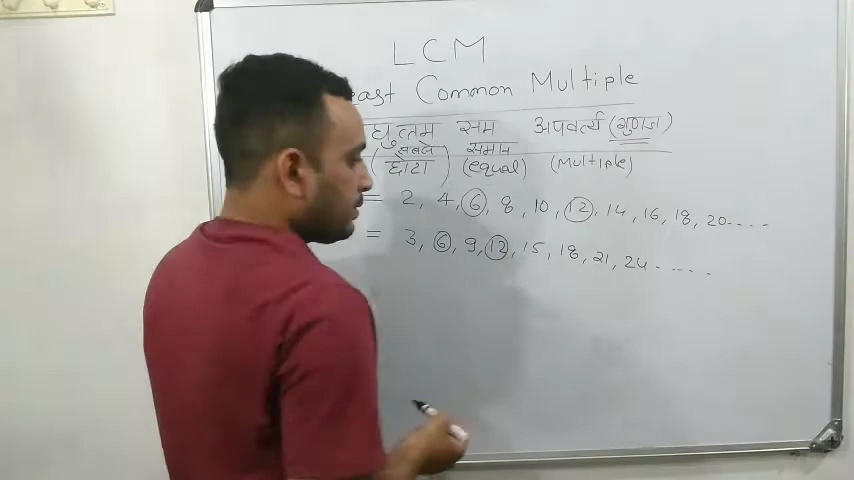 LCM
east Common Multiple
घुत्तम सम अपवर्त्य (गुणज)
सबसे समान
(छोटा) (equal) (Multiple)
= 2, 4, 6, 8, 10, 12, 14, 16, 18, 20....
= 3, 6, 9, 12, 15, 18, 21, 24.....